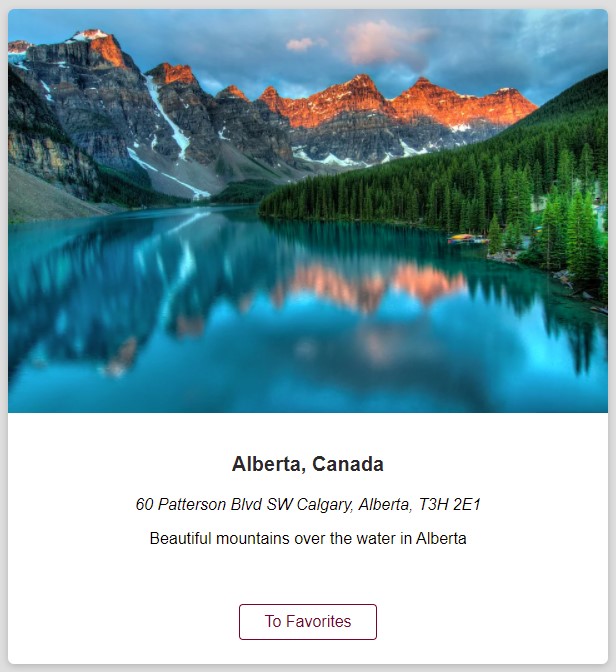 Alberta, Canada
60 Patterson Blvd SW Calgary, Alberta, T3H 2E1
Beautiful mountains over the water in Alberta
To Favorites